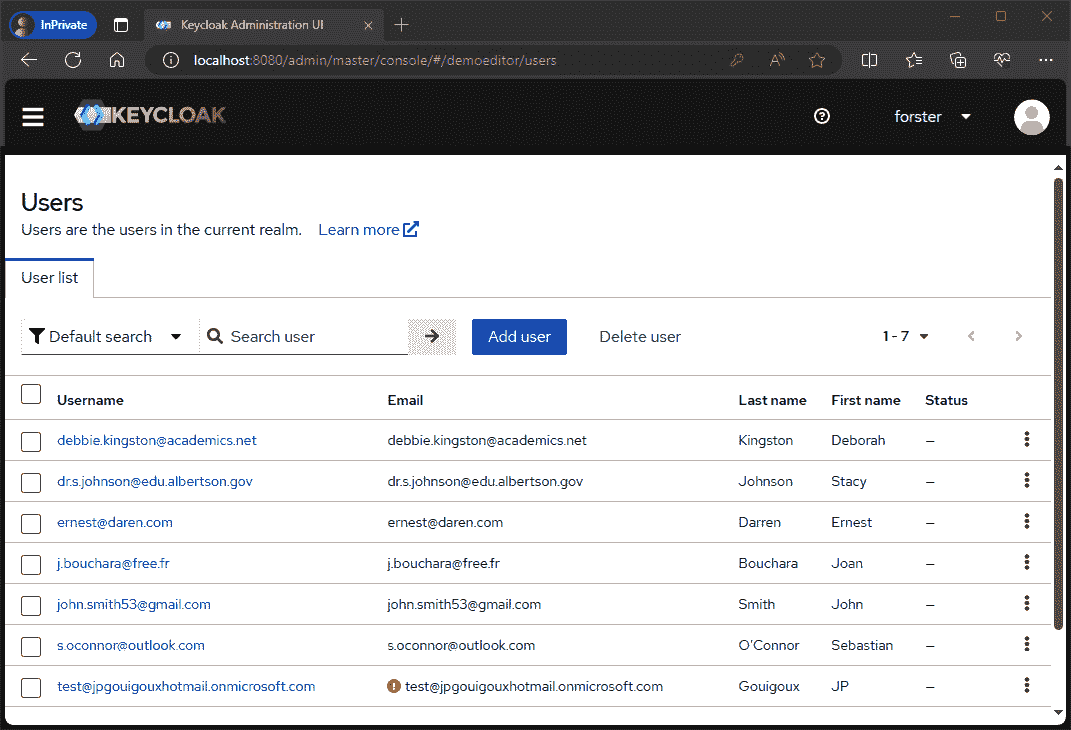 InPrivate Keycloak Administration UI
localhost:8080/admin/master/console/#/demoeditor/users
KEYCLOAK forster
Users
Users are the users in the current realm. Learn more
User list
Default search Search user Add user Delete user 1 - 7
Username Email Last name First name Status
debbie.kingston@academics.net debbie.kingston@academics.net Kingston Deborah –
dr.s.johnson@edu.albertson.gov dr.s.johnson@edu.albertson.gov Johnson Stacy –
ernest@daren.com ernest@daren.com Darren Ernest –
j.bouchara@free.fr j.bouchara@free.fr Bouchara Joan –
john.smith53@gmail.com john.smith53@gmail.com Smith John –
s.oconnor@outlook.com s.oconnor@outlook.com O'Connor Sebastian –
test@jpgouigouxhotmail.onmicrosoft.com test@jpgouigouxhotmail.onmicrosoft.com Gouigoux JP –